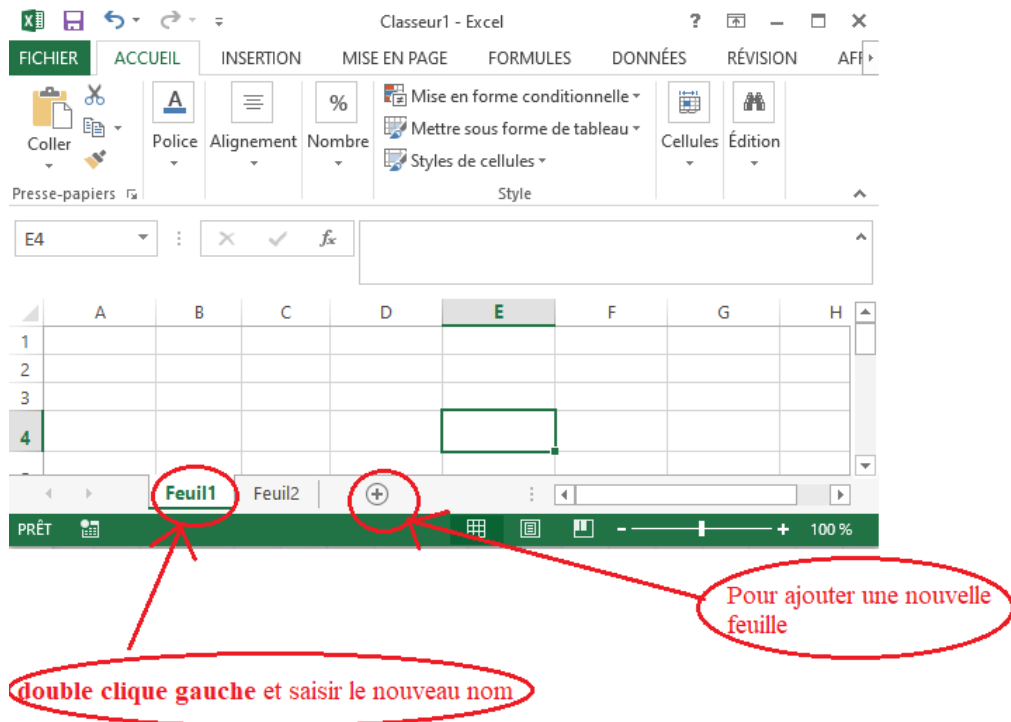 Classeur1 - Excel ?
FICHIER ACCUEIL INSERTION MISE EN PAGE FORMULES DONNÉES RÉVISION AFF
Coller
Presse-papiers
A
Police
Alignement
%
Nombre
Mise en forme conditionnelle
Mettre sous forme de tableau
Styles de cellules
Style
Cellules
Édition
E4 fx
A B C D E F G H
1
2
3
4
Feuil1 Feuil2
PRÊT 100 %
Pour ajouter une nouvelle
feuille
double clique gauche et saisir le nouveau nom